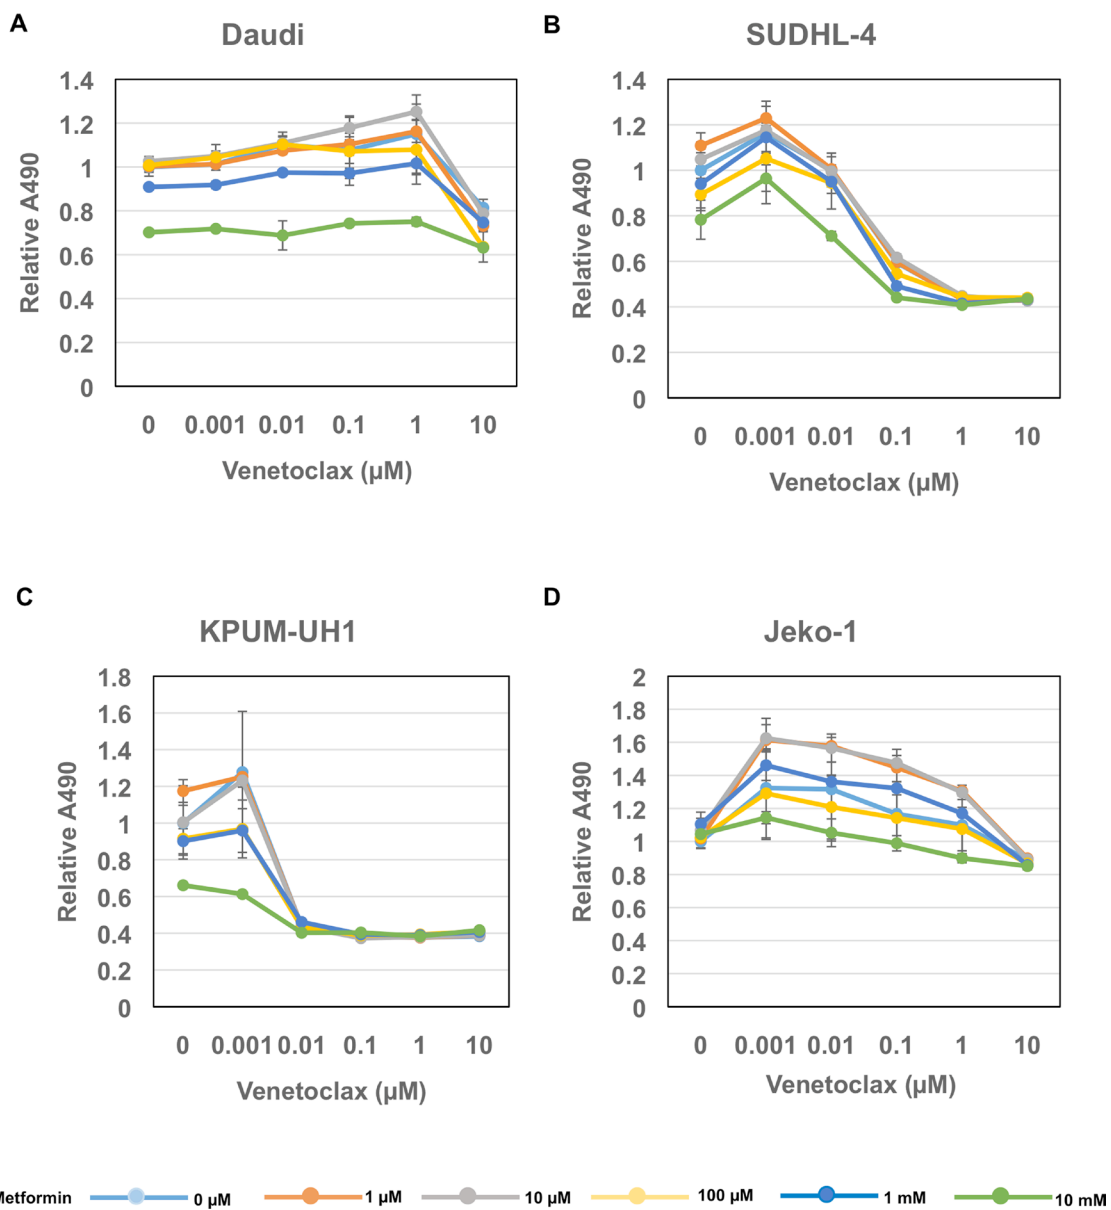 A
Daudi
1.4
1.2
1
0.8
0.6
0.4
0.2
0
Relative A490
0 0.001 0.01 0.1 1 10
Venetoclax (µM)
B
SUDHL-4
1.4
1.2
1
0.8
0.6
0.4
0.2
0
Relative A490
0 0.001 0.01 0.1 1 10
Venetoclax (µM)
C
KPUM-UH1
1.8
1.6
1.4
1.2
1
0.8
0.6
0.4
0.2
0
Relative A490
0 0.001 0.01 0.1 1 10
Venetoclax (µM)
D
Jeko-1
2
1.8
1.6
1.4
1.2
1
0.8
0.6
0.4
0.2
0
Relative A490
0 0.001 0.01 0.1 1 10
Venetoclax (µM)
Metformin 0 µM 1 µM 10 µM 100 µM 1 mM 10 mM